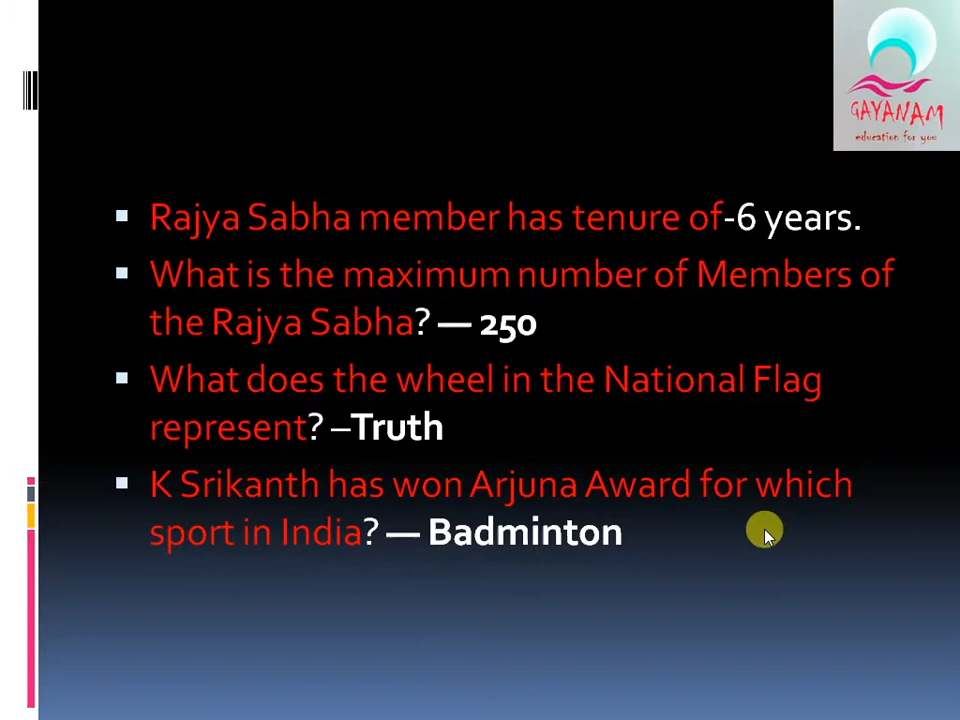 GAYANAM
education for you
Rajya Sabha member has tenure of-6 years.
What is the maximum number of Members of
the Rajya Sabha? — 250
What does the wheel in the National Flag
represent? –Truth
K Srikanth has won Arjuna Award for which
sport in India? — Badminton